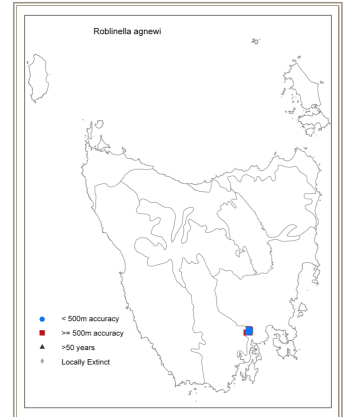 Roblinella agnewi
< 500m accuracy
>= 500m accuracy
>50 years
Locally Extinct